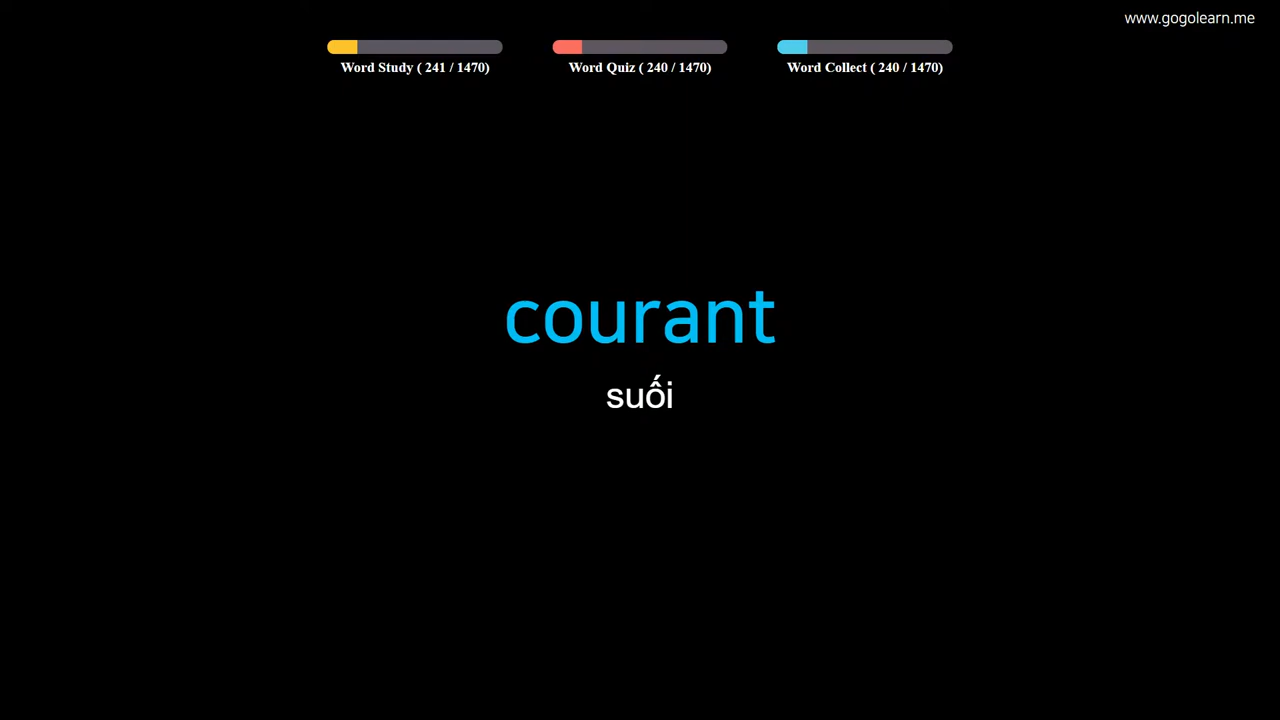 www.gogolearn.me
Word Study ( 241 / 1470)
Word Quiz ( 240 / 1470)
Word Collect ( 240 / 1470)
courant
suối